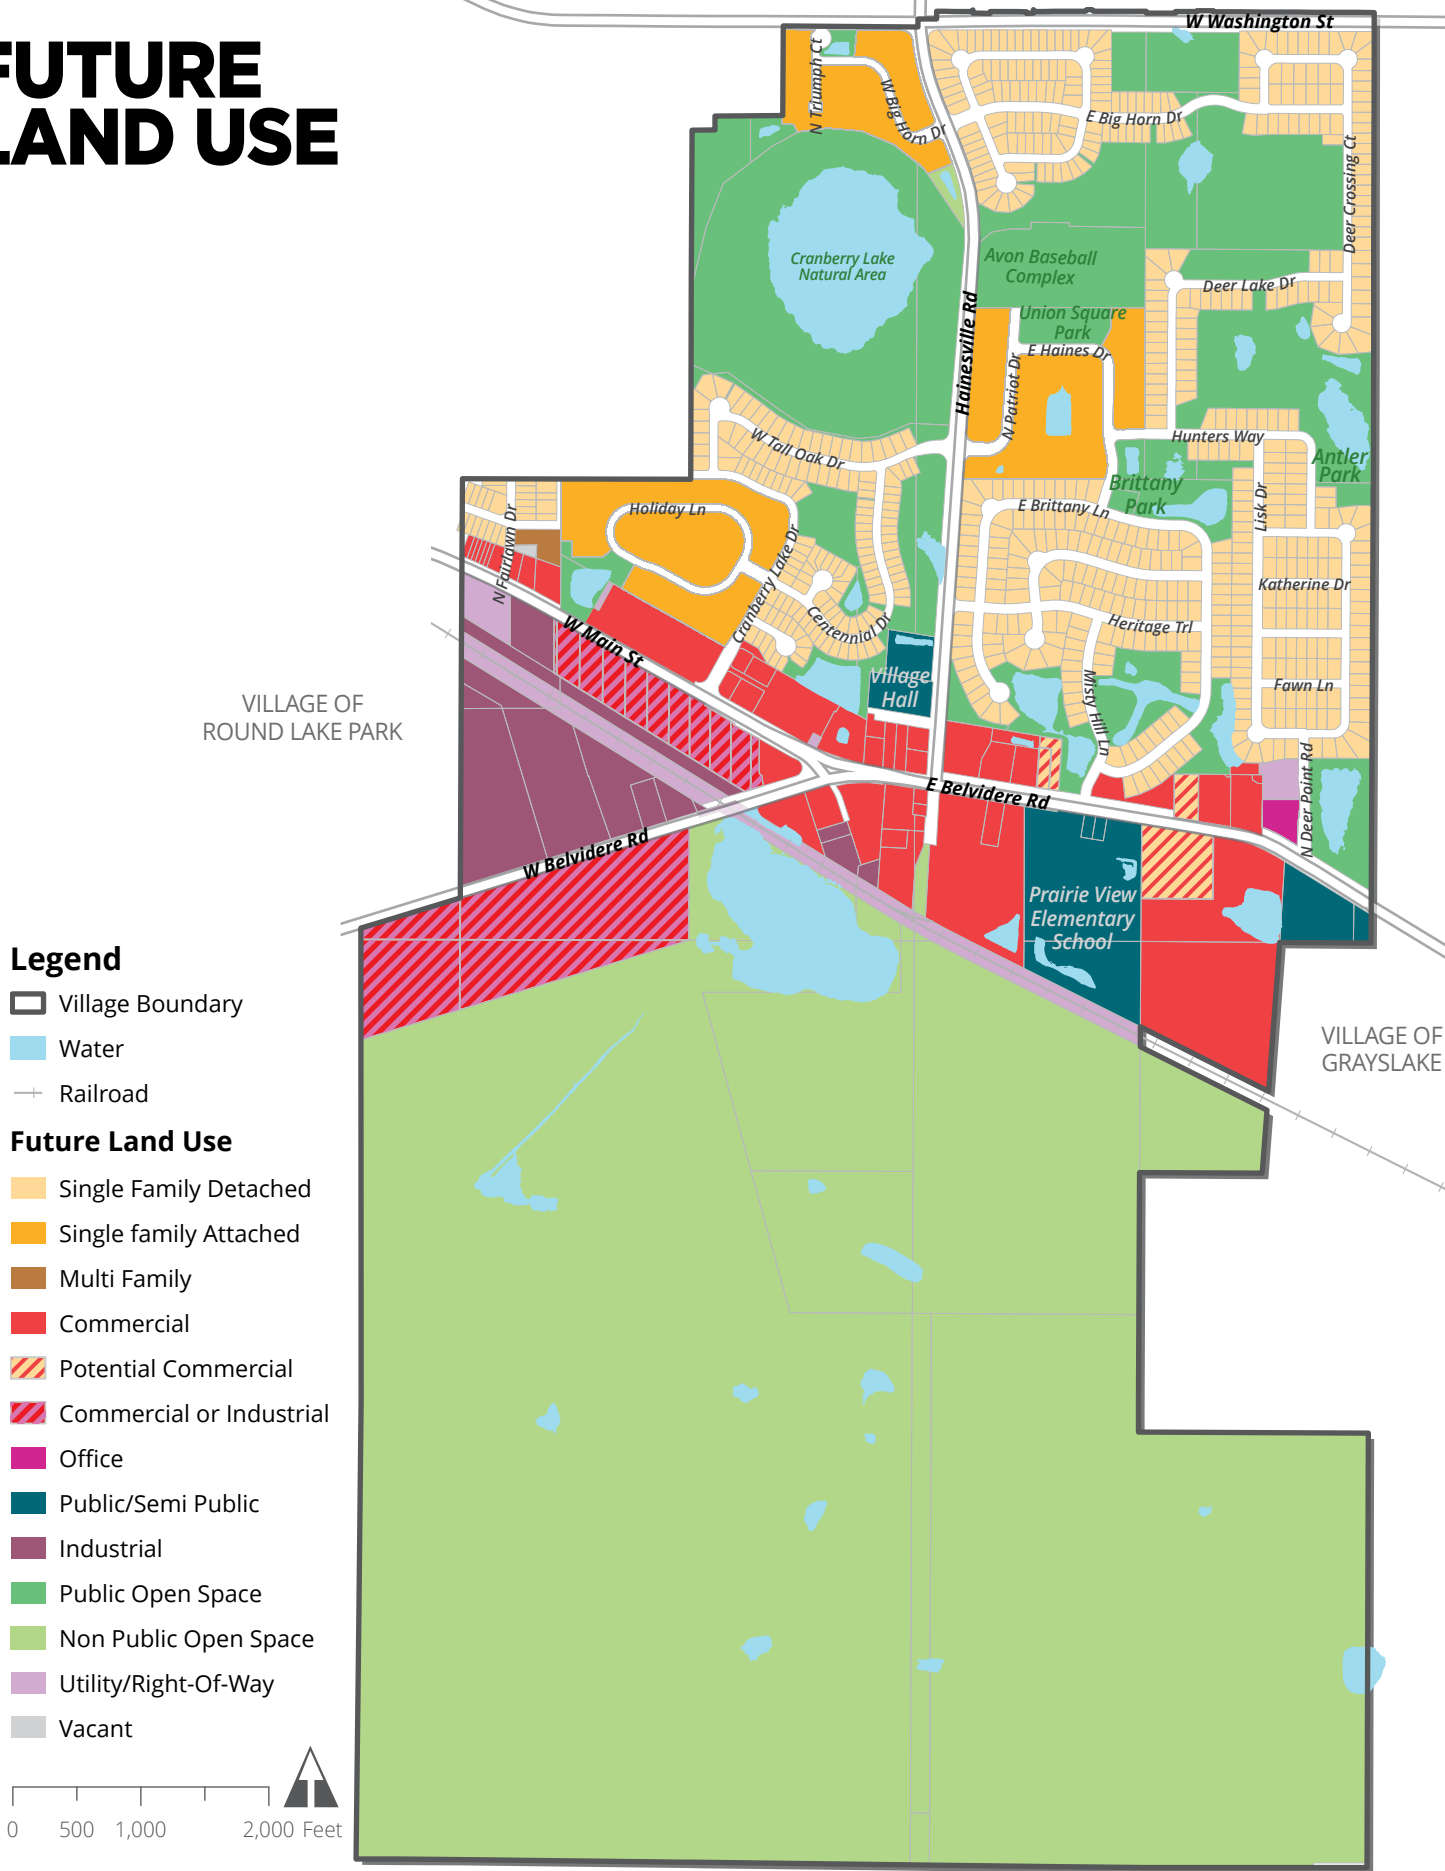 FUTURE
LAND USE
W Washington St
N Triumph Ct
W Big Horn Dr
E Big Horn Dr
Deer Crossing Ct
Cranberry Lake
Natural Area
Avon Baseball
Complex
Deer Lake Dr
Union Square
Park
E Haines Dr
Hainesville Rd
N Patriot Dr
W Tall Oak Dr
Hunters Way
Antler
Park
Brittany
Park
Holiday Ln
E Brittany Ln
Lisk Dr
N Fairlawn Dr
Cranberry Lake Dr
Katherine Dr
Centennial Dr
Heritage Trl
W Main St
Village
Hall
Misty Hill Ln
Fawn Ln
VILLAGE OF
ROUND LAKE PARK
N Deer Point Rd
E Belvidere Rd
W Belvidere Rd
Prairie View
Elementary
School
VILLAGE OF
GRAYSLAKE
Legend
Village Boundary
Water
Railroad
Future Land Use
Single Family Detached
Single family Attached
Multi Family
Commercial
Potential Commercial
Commercial or Industrial
Office
Public/Semi Public
Industrial
Public Open Space
Non Public Open Space
Utility/Right-Of-Way
Vacant
0 500 1,000 2,000 Feet